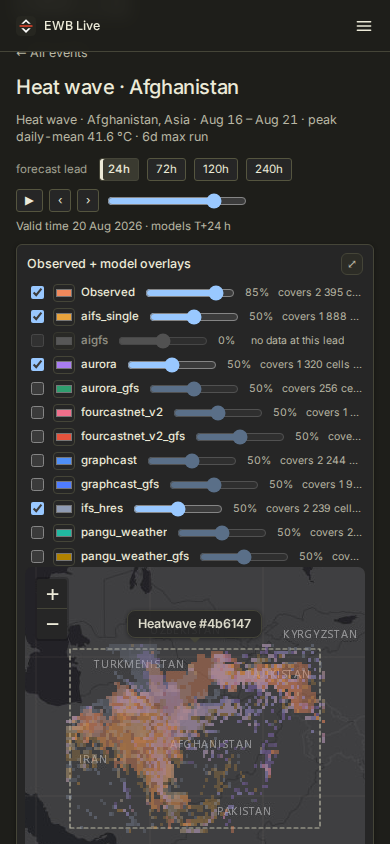 EWB Live
← All events
Heat wave · Afghanistan
Heat wave · Afghanistan, Asia · Aug 16 – Aug 21 · peak
daily-mean 41.6 °C · 6d max run
forecast lead 24h 72h 120h 240h
Valid time 20 Aug 2026 · models T+24 h
Observed + model overlays
Observed 85% covers 2 395 c…
aifs_single 50% covers 1 888 …
aigfs 0% no data at this lead
aurora 50% covers 1 320 cells …
aurora_gfs 50% covers 256 ce…
fourcastnet_v2 50% covers 1 …
fourcastnet_v2_gfs 50% cove…
graphcast 50% covers 2 244 …
graphcast_gfs 50% covers 1 9…
ifs_hres 50% covers 2 239 cell…
pangu_weather 50% covers 2…
pangu_weather_gfs 50% cov…
+
−
Heatwave #4b6147
KYRGYZSTAN
TURKMENISTAN
TAJIKISTAN
AFGHANISTAN
IRAN
PAKISTAN